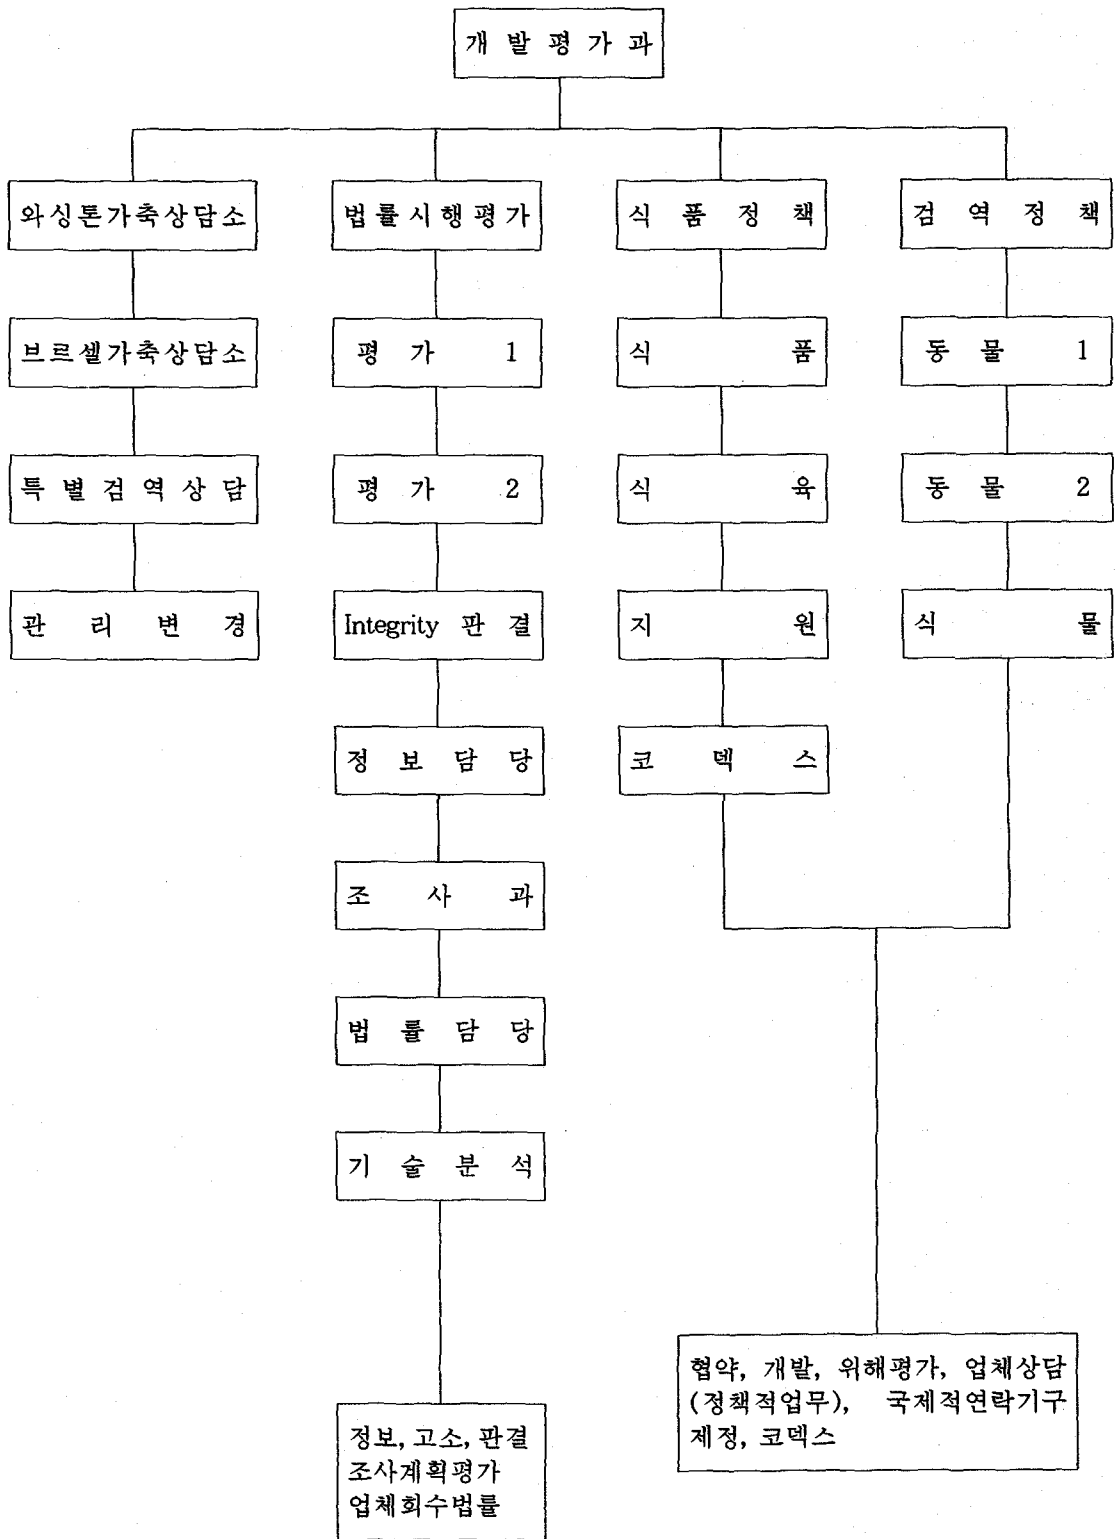 개 발 평 가 과
와싱톤가축상담소
법률시행평가
식 품 정 책
검 역 정 책
브르셀가축상담소
평 가 1
식 품
동 물 1
특 별 검 역 상 담
평 가 2
식 육
동 물 2
관 리 변 경
Integrity 판 결
지 원
식 물
정 보 담 당
코 덱 스
조 사 과
법 률 담 당
기 술 분 석
협약, 개발, 위해평가, 업체상담
(정책적업무), 국제적연락기구
제정, 코덱스
정보, 고소, 판결
조사계획평가
업체회수법률